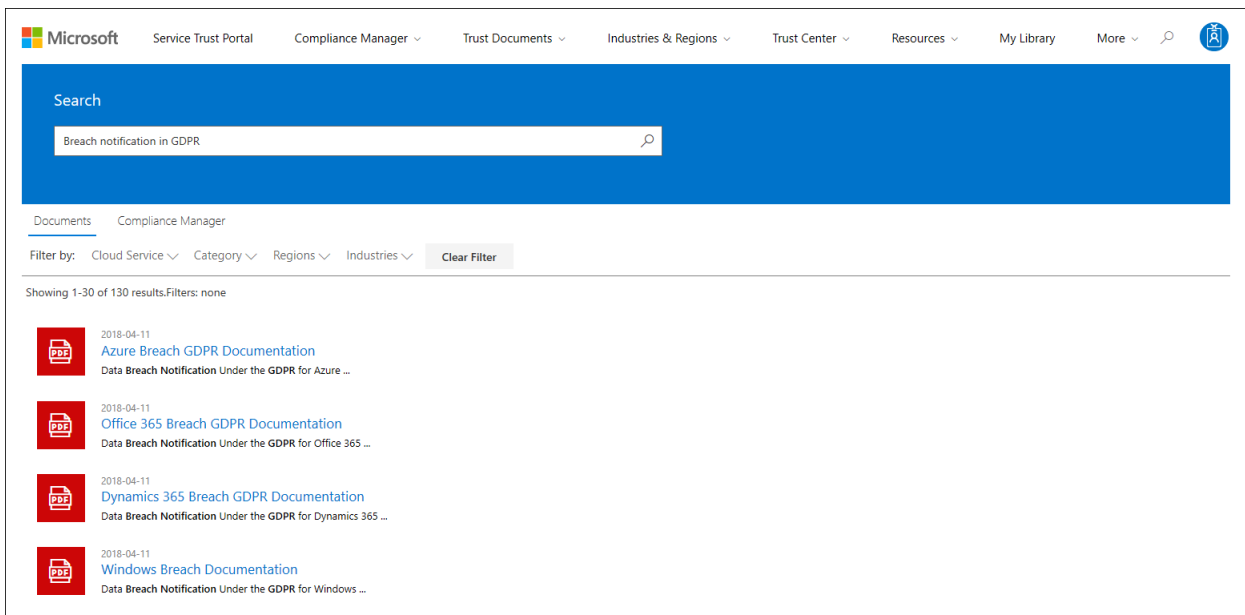 Microsoft Service Trust Portal Compliance Manager Trust Documents Industries & Regions Trust Center Resources My Library More
Search
Breach notification in GDPR
Documents Compliance Manager
Filter by: Cloud Service Category Regions Industries Clear Filter
Showing 1-30 of 130 results.Filters: none
2018-04-11
PDF Azure Breach GDPR Documentation
Data Breach Notification Under the GDPR for Azure ...
2018-04-11
PDF Office 365 Breach GDPR Documentation
Data Breach Notification Under the GDPR for Office 365 ...
2018-04-11
PDF Dynamics 365 Breach GDPR Documentation
Data Breach Notification Under the GDPR for Dynamics 365 ...
2018-04-11
PDF Windows Breach Documentation
Data Breach Notification Under the GDPR for Windows ...